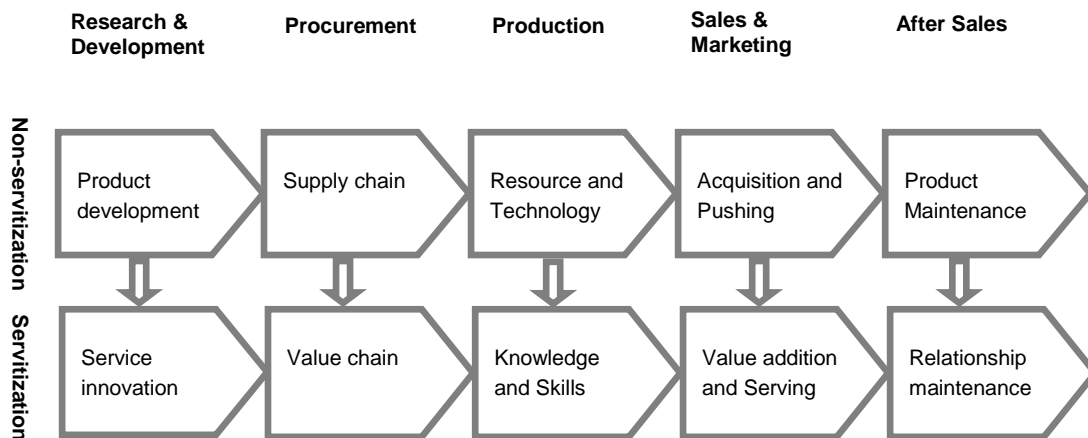 Research &
Development
Procurement
Production
Sales &
Marketing
After Sales
Non-servitization
Product
development
Supply chain
Resource and
Technology
Acquisition and
Pushing
Product
Maintenance
Servitization
Service
innovation
Value chain
Knowledge
and Skills
Value addition
and Serving
Relationship
maintenance